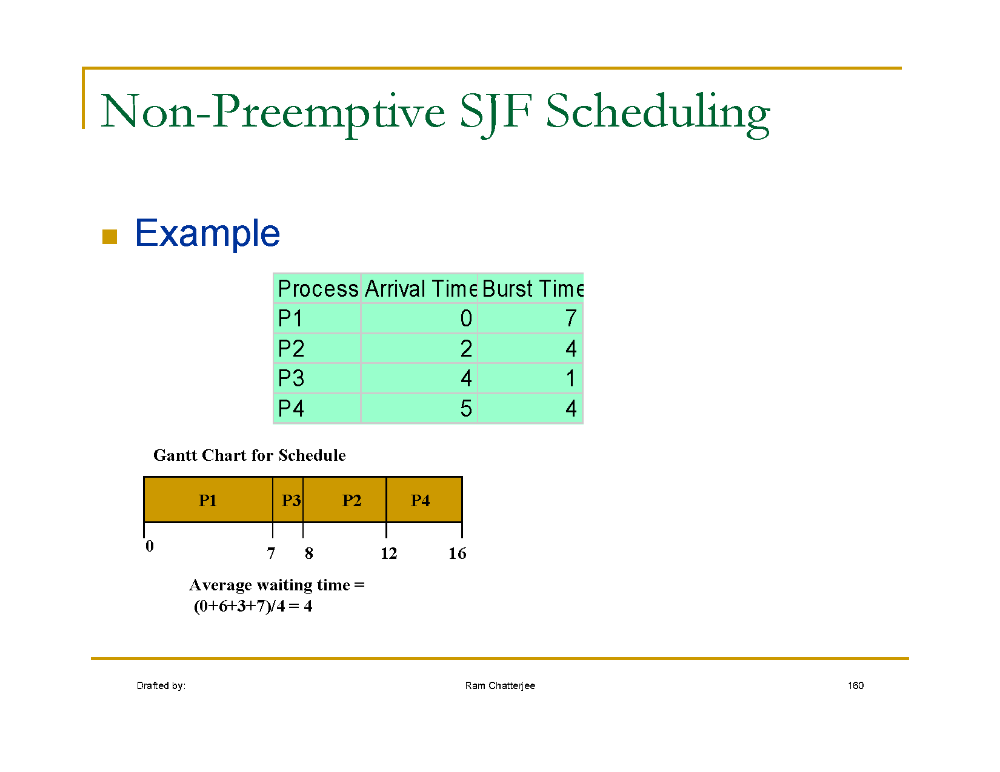 Non-Preemptive SJF Scheduling
Example
Process Arrival Time Burst Time
P1 0 7
P2 2 4
P3 4 1
P4 5 4
Gantt Chart for Schedule
P1 P3 P2 P4
0 7 8 12 16
Average waiting time =
(0+6+3+7)/4 = 4
Drafted by: Ram Chatterjee 160